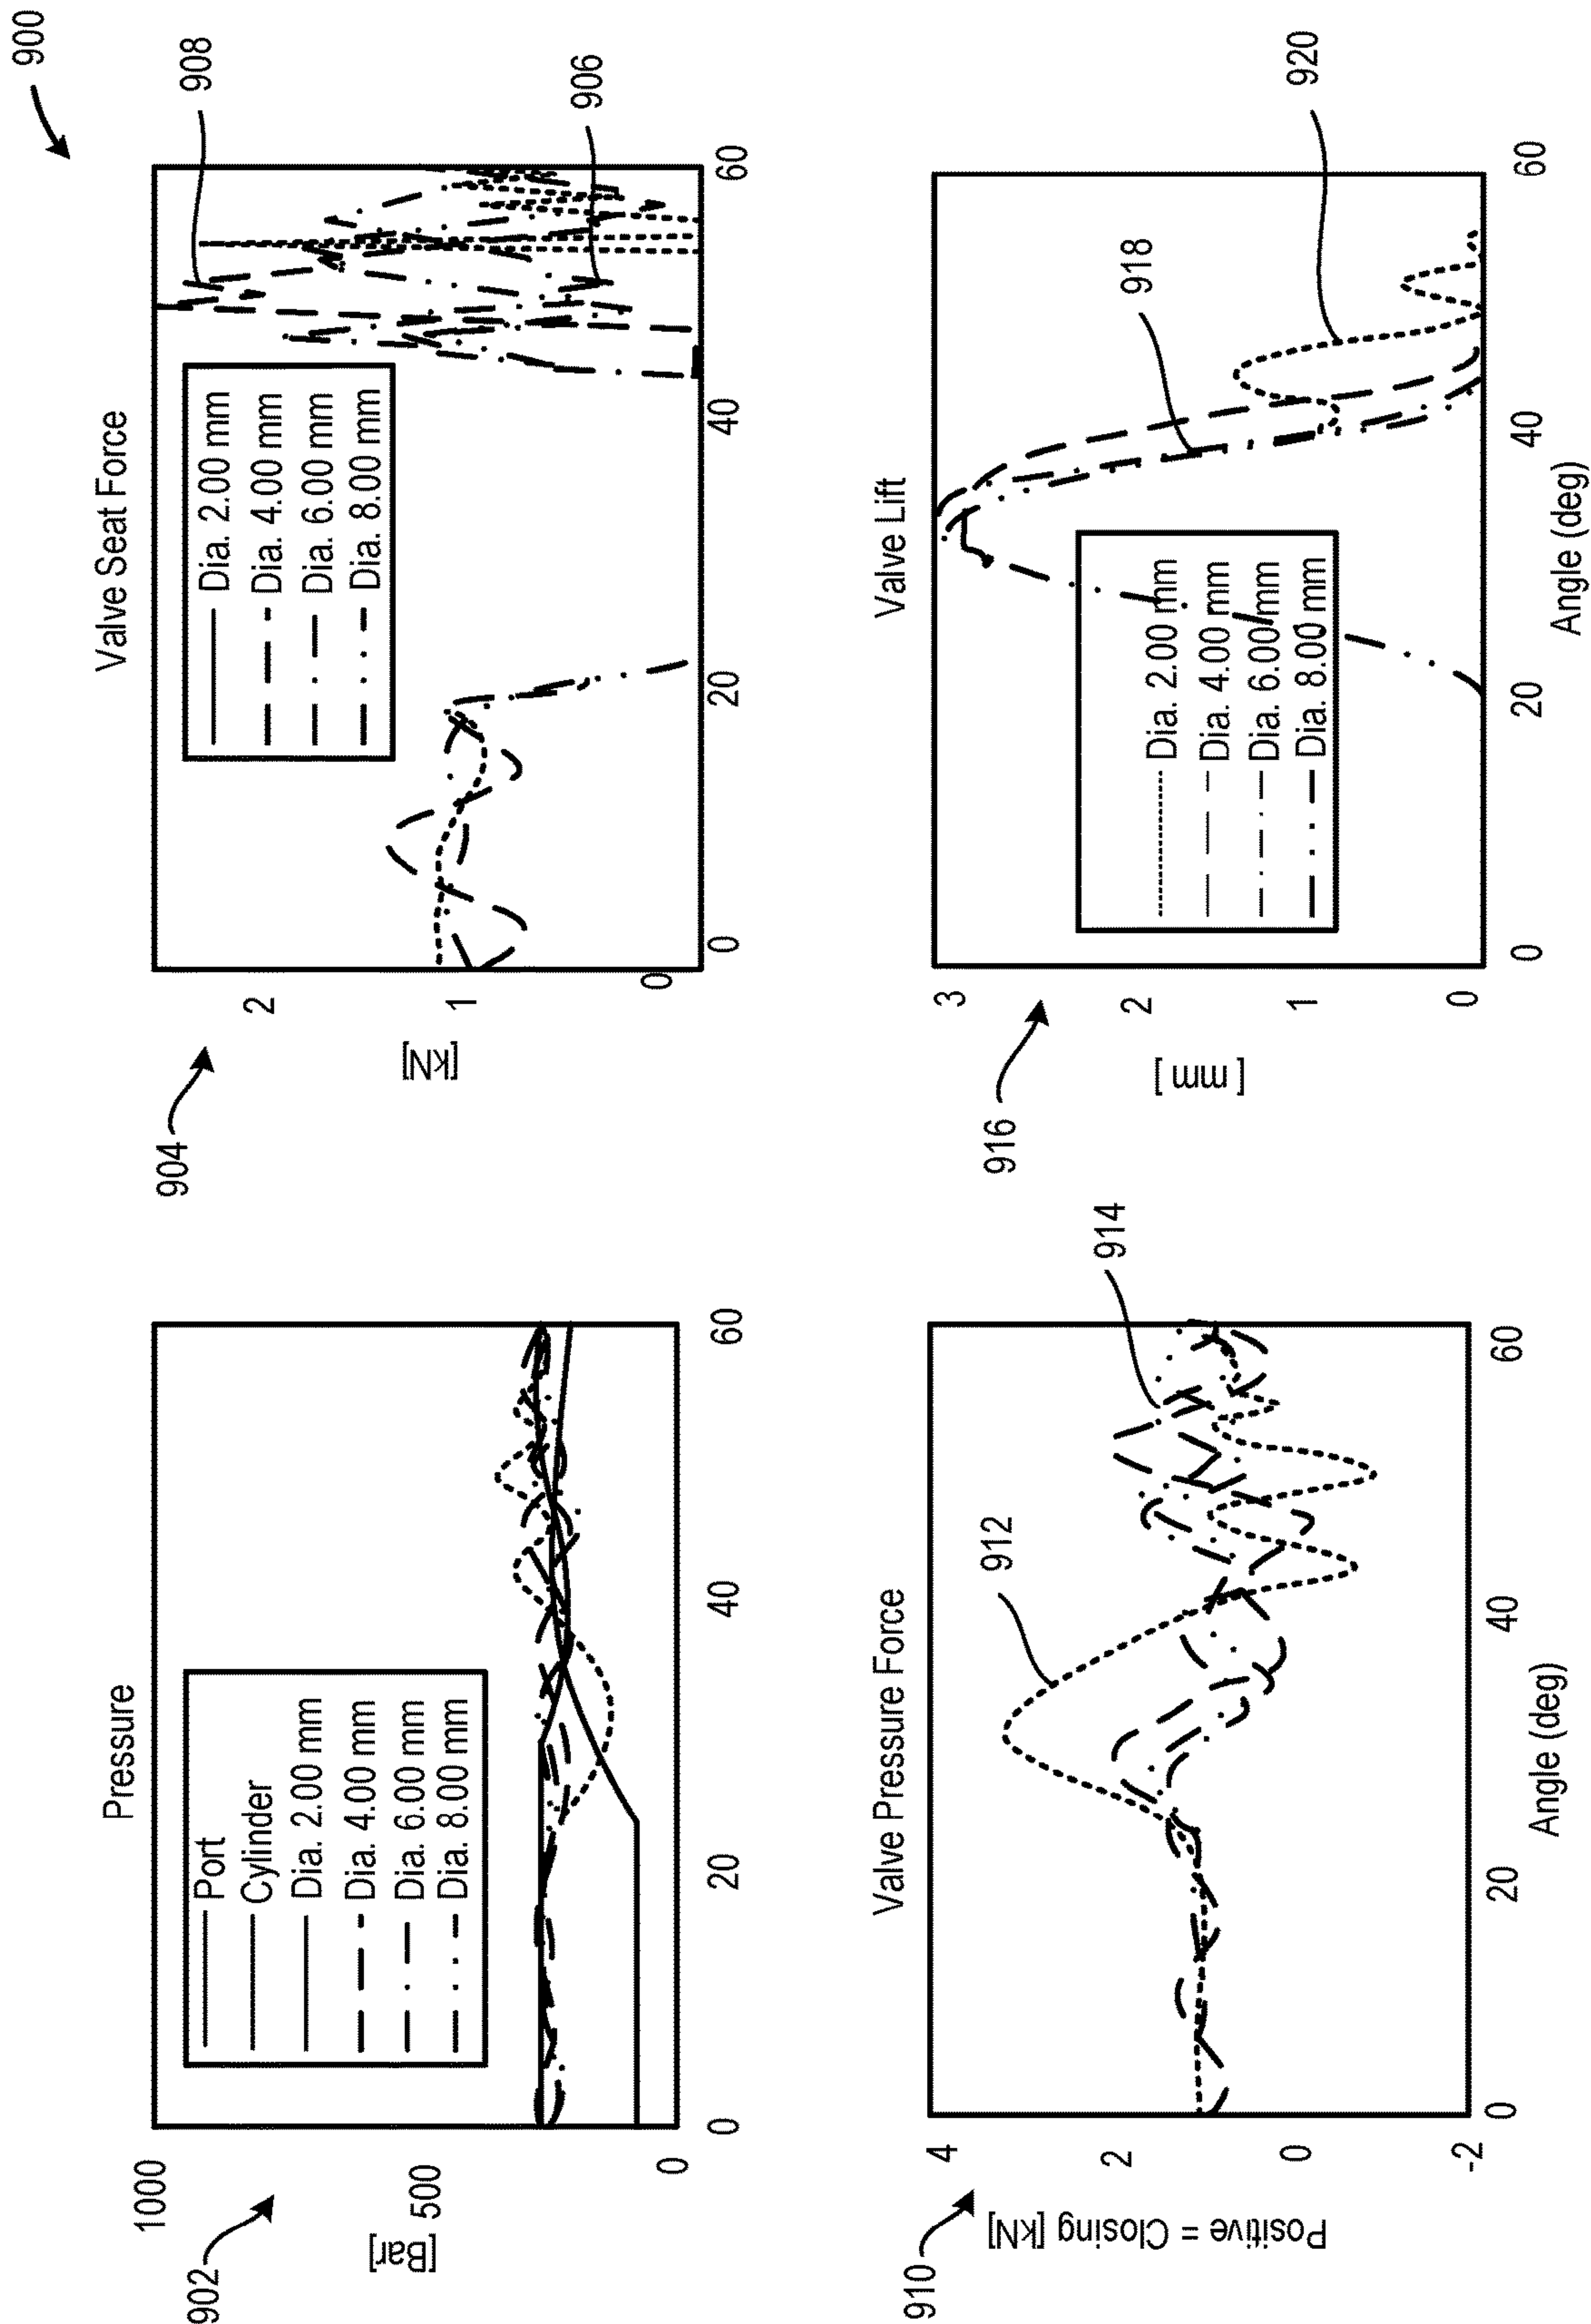 900
Pressure
902
[Bar]
1000
500
0
Port
Cylinder
Dia. 2.00 mm
Dia. 4.00 mm
Dia. 6.00 mm
Dia. 8.00 mm
0
20
40
60
Valve Seat Force
904
[kN]
2
1
0
Dia. 2.00 mm
Dia. 4.00 mm
Dia. 6.00 mm
Dia. 8.00 mm
908
906
0
20
40
60
Valve Pressure Force
910
Positive = Closing [kN]
4
2
0
-2
912
914
0
20
40
60
Angle (deg)
Valve Lift
916
[ mm ]
3
2
1
0
Dia. 2.00 mm
Dia. 4.00 mm
Dia. 6.00 mm
Dia. 8.00 mm
918
920
0
20
40
60
Angle (deg)